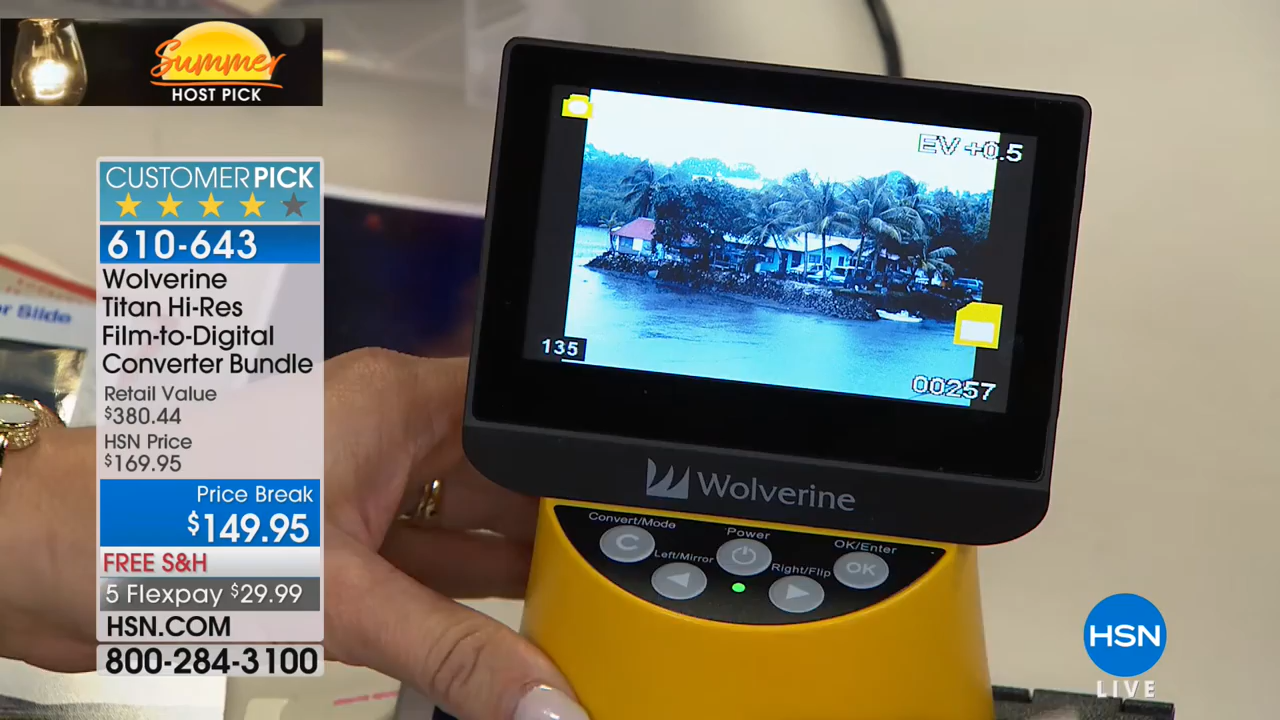 Summer
HOST PICK
CUSTOMER PICK
610-643
Wolverine
Titan Hi-Res
Film-to-Digital
Converter Bundle
Retail Value
$380.44
HSN Price
$169.95
Price Break
$149.95
FREE S&H
5 Flexpay $29.99
HSN.COM
800-284-3100
r Slide
EV +0.5
135
00257
Wolverine
Convert/Mode
Power
OK/Enter
C
OK
Left/Mirror
Right/Flip
HSN
LIVE